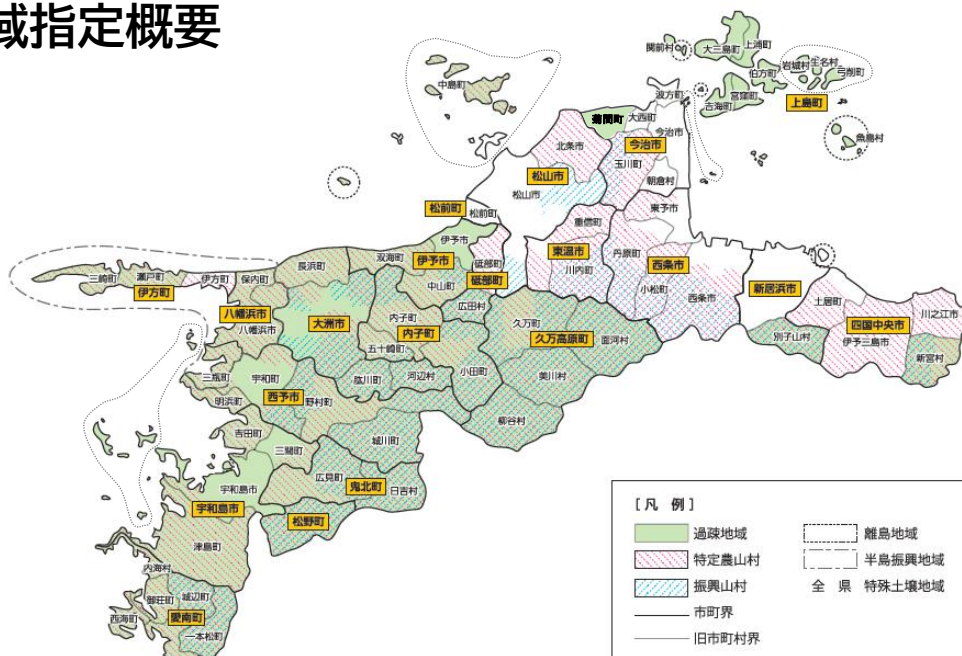 域指定概要
関前村
大三島町
上浦町
岩城村
生名村
弓削町
伯方町
宮窪町
吉海町
上島町
魚島村
中島町
波方町
菊間町
大西町
今治市
今治市
北条市
玉川町
朝倉村
松山市
松山市
松前町
松前町
東予市
重信町
伊予市
伊予市
砥部町
砥部町
東温市
川内町
丹原町
西条市
小松町
西条市
新居浜市
土居町
四国中央市
川之江市
伊予三島市
別子山村
新宮村
長浜町
双海町
中山町
広田村
三崎町
瀬戸町
伊方町
伊方町
保内町
八幡浜市
八幡浜市
大洲市
内子町
内子町
五十崎町
久万町
久万高原町
面河村
小田町
美川村
柳谷村
三瓶町
宇和町
肱川町
河辺村
西予市
野村町
明浜町
吉田町
三間町
城川町
広見町
鬼北町
日吉村
宇和島市
宇和島市
松野町
津島町
内海村
御荘町
城辺町
西海町
愛南町
一本松町
[凡 例]
過疎地域
特定農山村
振興山村
市町界
旧市町村界
離島地域
半島振興地域
全 県 特殊土壌地域